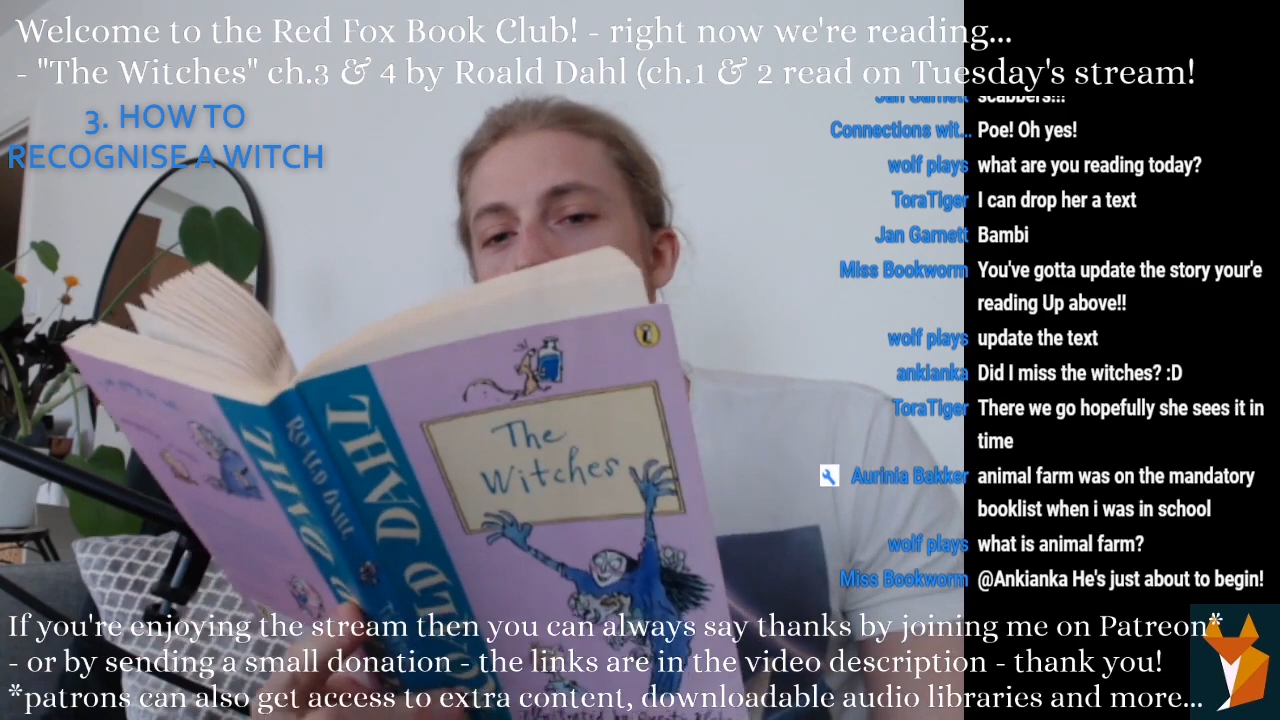 Welcome to the Red Fox Book Club! - right now we're reading...
- "The Witches" ch.3 & 4 by Roald Dahl (ch.1 & 2 read on Tuesday's stream!
3. HOW TO
RECOGNISE A WITCH
Jan Garnett scabbers!!!
Connections wit... Poe! Oh yes!
wolf plays what are you reading today?
ToraTiger I can drop her a text
Jan Garnett Bambi
Miss Bookworm You've gotta update the story your'e
reading Up above!!
wolf plays update the text
ankianka Did I miss the witches? :D
ToraTiger There we go hopefully she sees it in
time
Aurinia Bakker animal farm was on the mandatory
booklist when i was in school
wolf plays what is animal farm?
Miss Bookworm @Ankianka He's just about to begin!
The
Witches
ROALD DAHL
DAHL
If you're enjoying the stream then you can always say thanks by joining me on Patreon*
- or by sending a small donation - the links are in the video description - thank you!
*patrons can also get access to extra content, downloadable audio libraries and more...